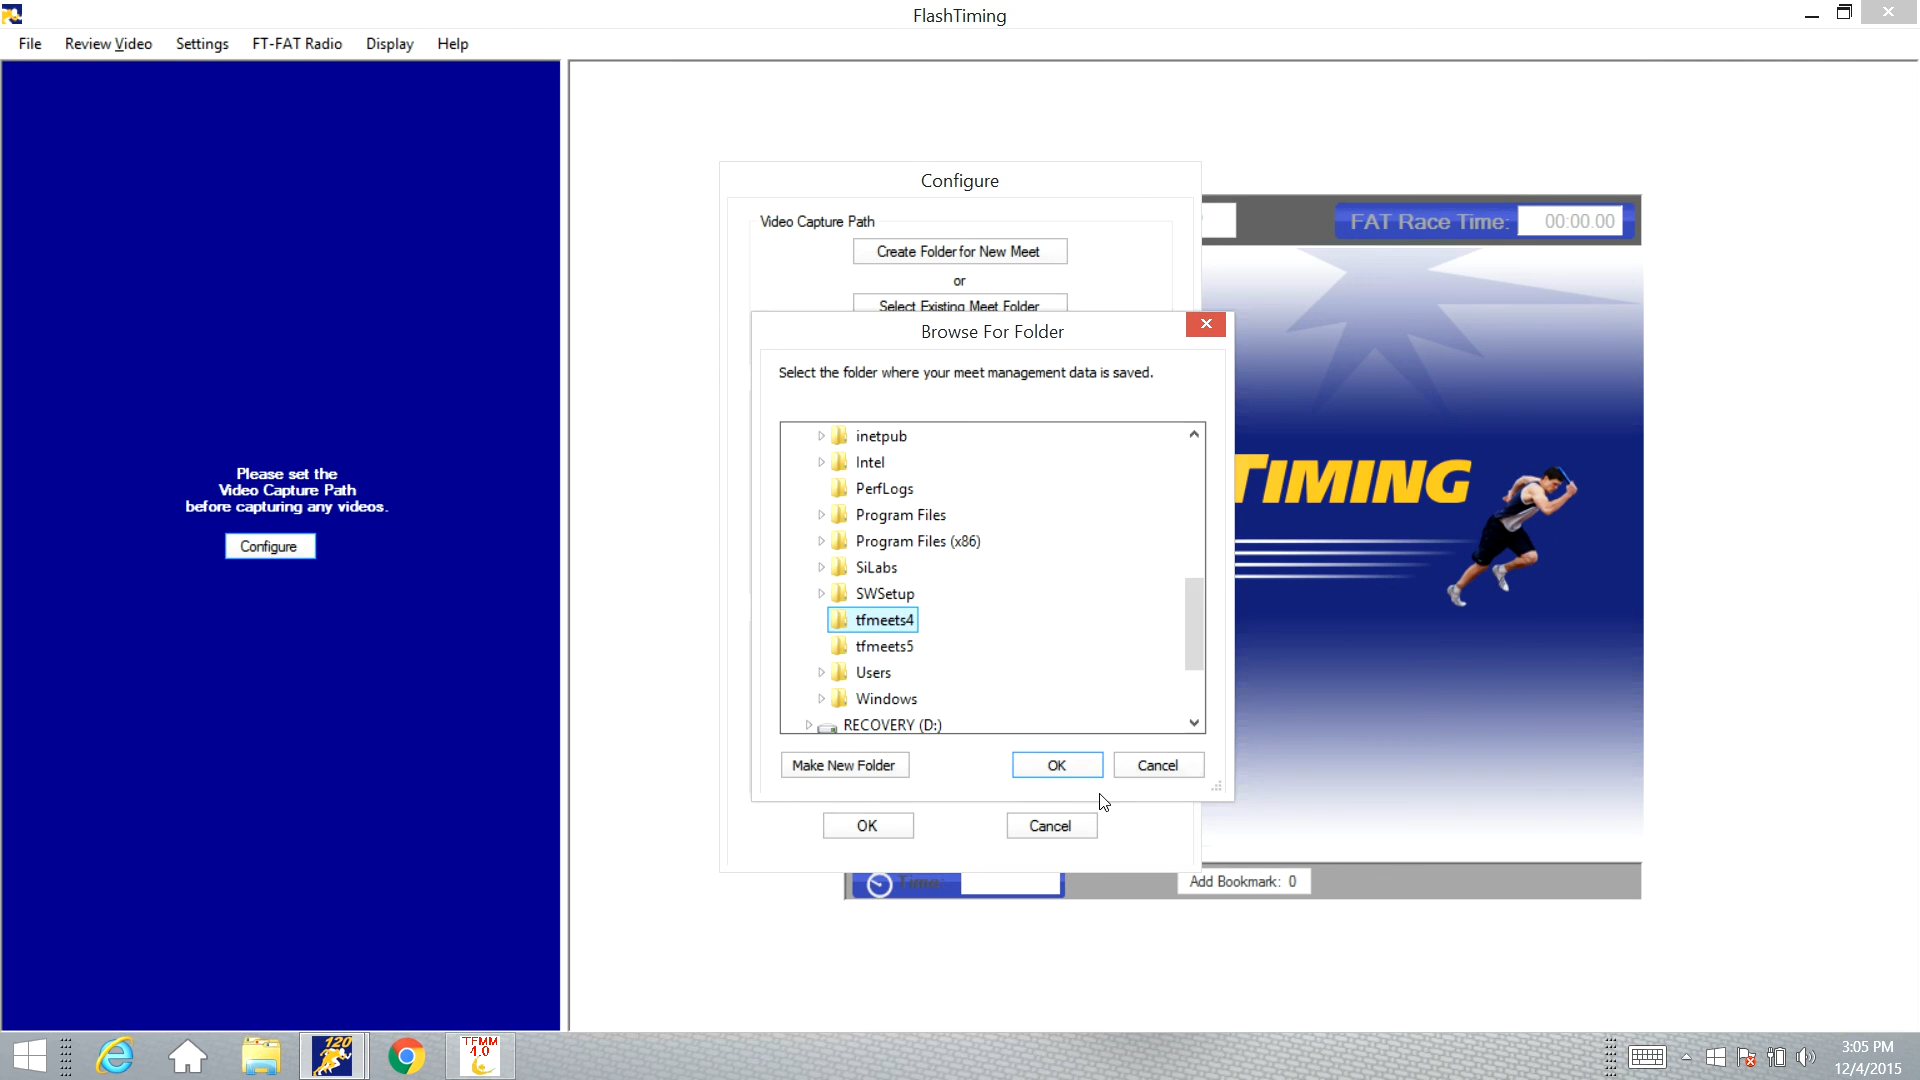 FlashTiming
File Review Video Settings FT-FAT Radio Display Help
Configure
Video Capture Path
Create Folder for New Meet
or
Select Existing Meet Folder
FAT Race Time: 00:00.00
Browse For Folder
Select the folder where your meet management data is saved.
inetpub
Intel
PerfLogs
Program Files
Program Files (x86)
SiLabs
SWSetup
tfmeets4
tfmeets5
Users
Windows
RECOVERY (D:)
Make New Folder OK Cancel
OK Cancel
Please set the
Video Capture Path
before capturing any videos.
Configure
TIMING
Time:
Add Bookmark: 0
120
TFMM
4.0
3:05 PM
12/4/2015